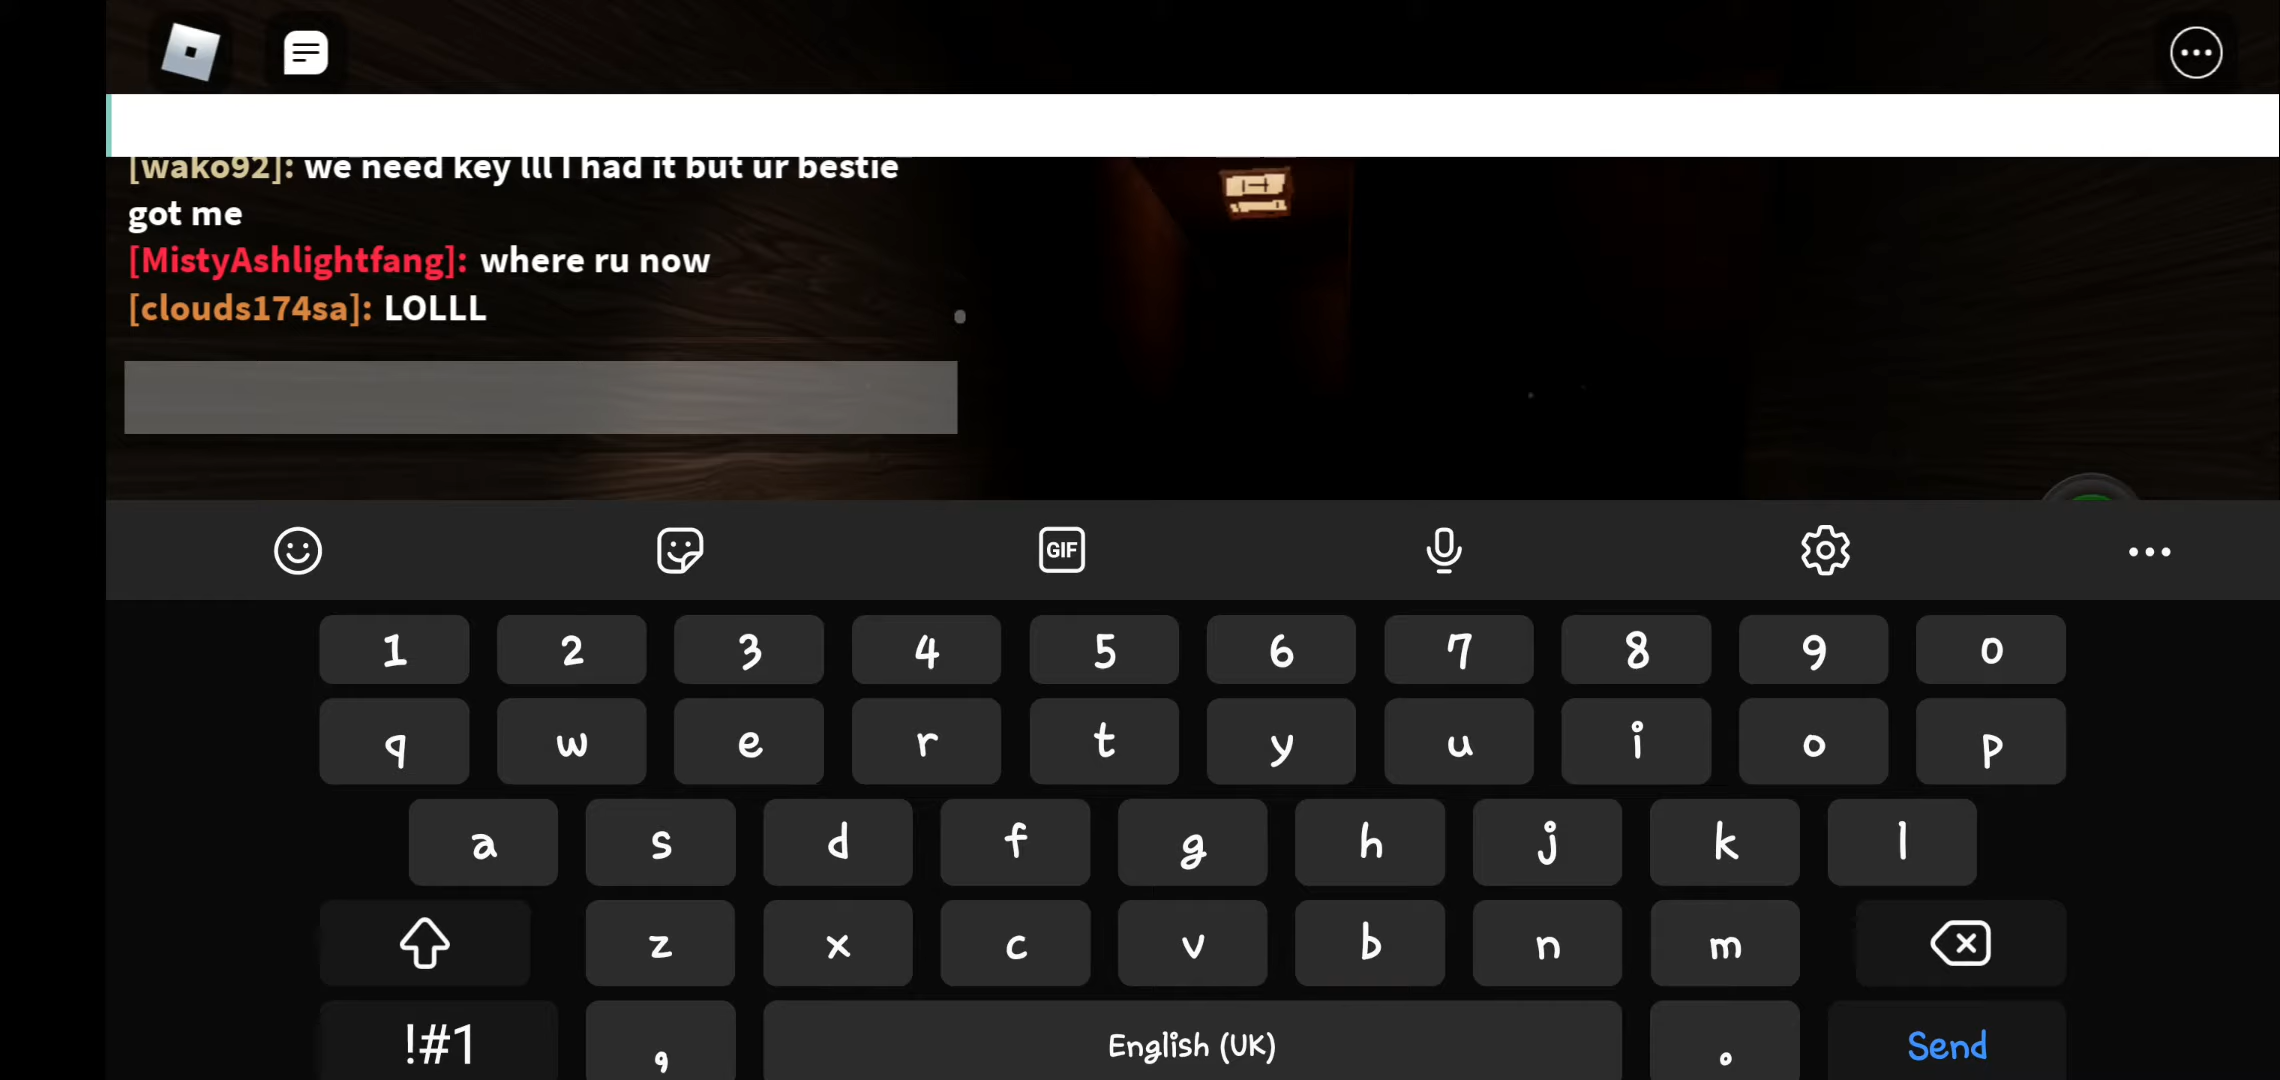 [wako92]: we need key lll I had it but ur bestie
got me
[MistyAshlightfang]: where ru now
[clouds174sa]: LOLLL
GIF
1 2 3 4 5 6 7 8 9 0
q w e r t y u i o p
a s d f g h j k l
z x c v b n m
!#1 , English (UK) . Send